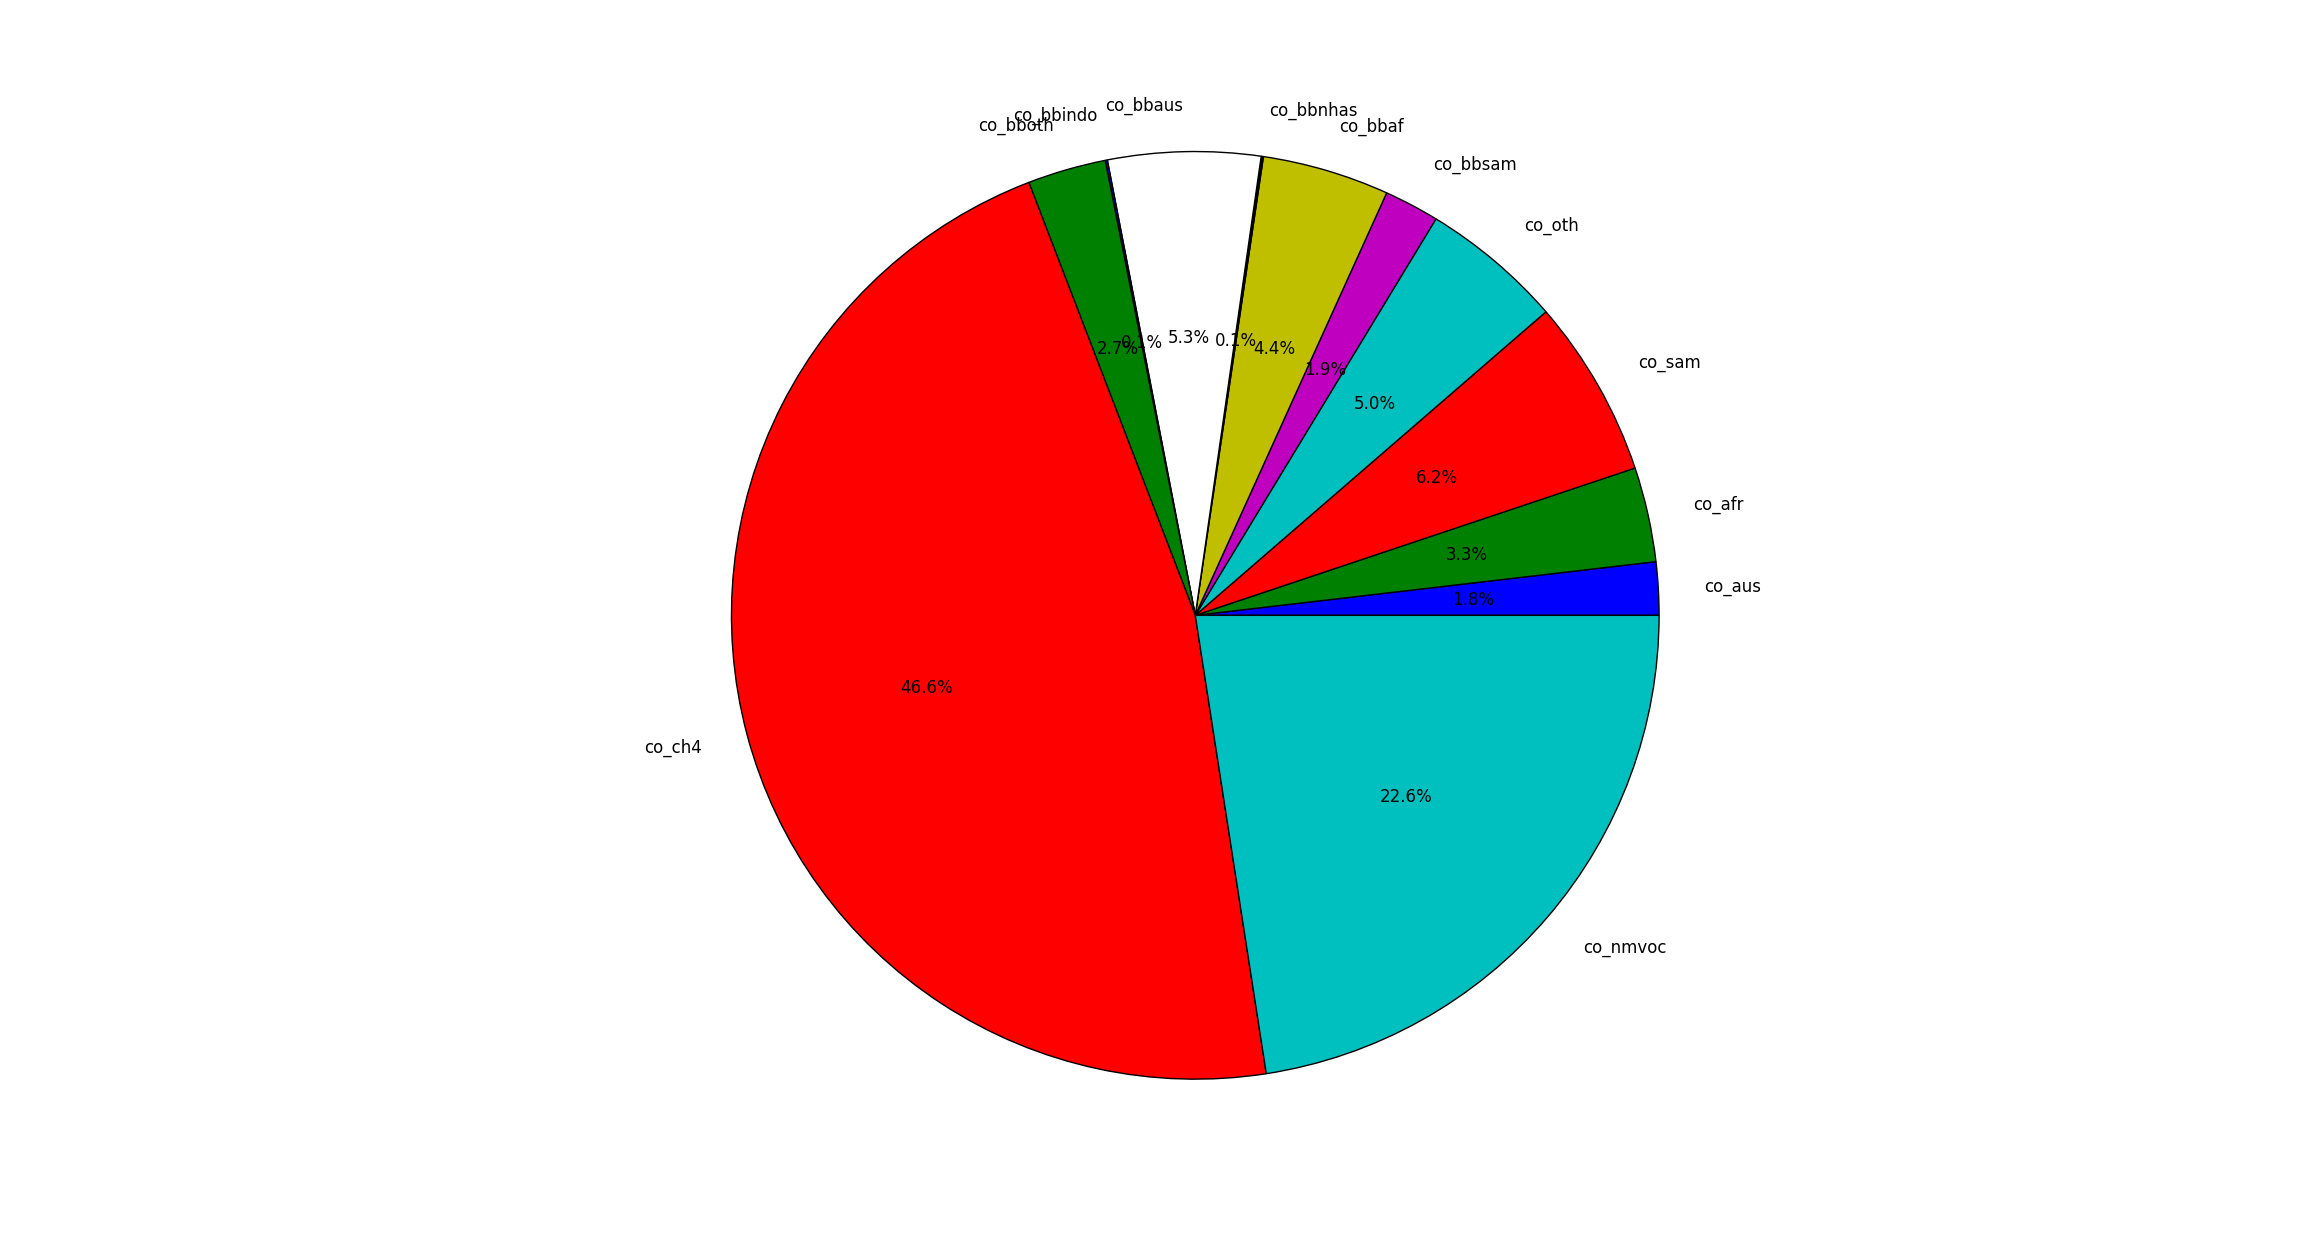 co_bbaus
co_bbnhas
co_bbindo
co_bboth
co_bbaf
co_bbsam
co_oth
co_sam
co_afr
co_aus
co_ch4
co_nmvoc
5.3%
0.1%
0.1%
2.7%
4.4%
1.9%
5.0%
6.2%
3.3%
1.8%
46.6%
22.6%